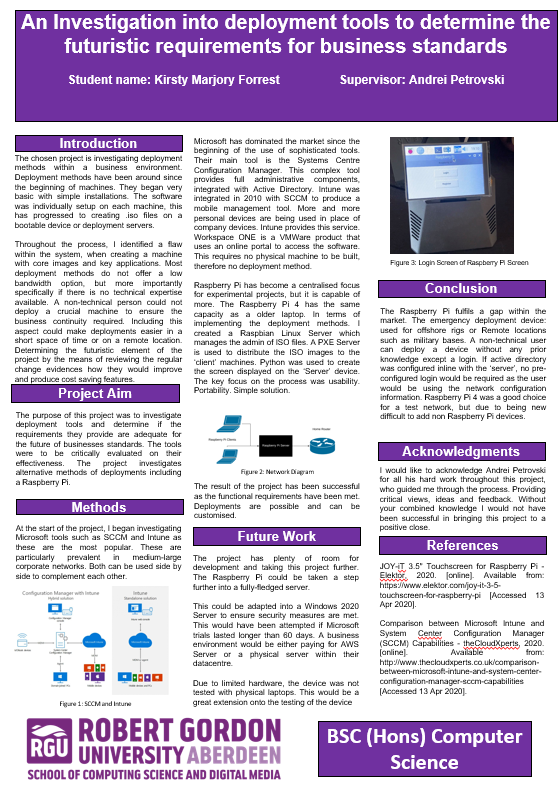 An Investigation into deployment tools to determine the
futuristic requirements for business standards
Student name: Kirsty Marjory Forrest Supervisor: Andrei Petrovski
Introduction
The chosen project is investigating deployment
methods within a business environment.
Deployment methods have been around since
the beginning of machines. They began very
basic with simple installations. The software
was individually setup on each machine, this
has progressed to creating .iso files on a
bootable device or deployment servers.
Throughout the process, I identified a flaw
within the system, when creating a machine
with core images and key applications. Most
deployment methods do not offer a low
bandwidth option, but more importantly
specifically if there is no technical expertise
available. A non-technical person could not
deploy a crucial machine to ensure the
business continuity required. Including this
aspect could make deployments easier in a
short space of time or on a remote location.
Determining the futuristic element of the
project by the means of reviewing the regular
change evidences how they would increase
and produce cost saving features.
Project Aim
The purpose of this project was to investigate
deployment tools and determine if the
requirements they provide are adequate for
the future of businesses standards. The tools
were to be critically evaluated on their
effectiveness. The project investigates
alternative methods of deployments including
a Raspberry Pi.
Methods
At the start of the project, I began investigating
Microsoft tools such as SCCM and Intune as
these are the most popular. These are
particularly prevalent in medium-large
corporate networks. Both can be used side by
side to complement each other.
Configuration Manager with Intune
Hybrid solution
Intune
Standalone solution
Figure 1: SCCM and Intune
Microsoft has dominated the market since the
beginning of the use of sophisticated tools.
Their main tool is the Systems Centre
Configuration Manager. This complex tool
provides full administrative components,
integrated with Active Directory. Intune was
integrated in 2010 with SCCM to produce a
mobile management tool. More and more
personal devices are being used in place of
company devices. Intune provides this service.
Workspace ONE is a VMWare product that
uses an online portal to access the software.
This requires no physical machine to be built,
therefore no deployment method.
Raspberry Pi has become a centralised focus
for experimental projects, but it is capable of
more. The Raspberry Pi 4 has the same
capacity as a older laptop. In terms of
implementing the deployment methods. I
created a Raspbian Linux Server which
manages the admin of ISO files. A PXE Server
is used to distribute the ISO images to the
'client' machines. Python was used to create
the screen displayed on the 'Server' device.
The key focus on the process was usability.
Portability. Simple solution.
Raspberry Pi Clients
Raspberry Pi Server
Home Router
Figure 2: Network Diagram
The result of the project has been successful
as the functional requirements have been met.
Deployments are possible and can be
customised.
Future Work
The project has plenty of room for
development and taking this project further.
The Raspberry Pi could be taken a step
further into a fully-fledged server.
This could be adapted into a Windows 2020
Server to ensure security measures are met.
This would have been attempted if Microsoft
trials lasted longer than 60 days. A business
environment would be either paying for AWS
Server or a physical server within their
datacentre.
Due to limited hardware, the device was not
tested with physical laptops. This would be a
great extension onto the testing of the device
Figure 3: Login Screen of Raspberry Pi Screen
Conclusion
The Raspberry Pi fulfils a gap within the
market. The emergency deployment device
used for offshore rigs or Remote locations
such as military bases. A non-technical user
can deploy a device without any prior
knowledge except a login. If active directory
was configured inline with the 'server', no pre-
configured login would be required as the user
would be using the network configuration
information. Raspberry Pi 4 was a good choice
for a test network, but due to being new
difficult to add non Raspberry Pi devices.
Acknowledgments
I would like to acknowledge Andrei Petrovski
for all his hard work throughout this project,
who guided me through the process. Providing
critical views, ideas and feedback. Without
your combined knowledge I would not have
been successful in bringing this project to a
positive close.
References
JOY-iT 3.5" Touchscreen for Raspberry Pi -
Elektor, 2020. [online]. Available from:
https://www.elektor.com/joy-it-3-5-
touchscreen-for-raspberry-pi [Accessed 13
Apr 2020].
Comparison between Microsoft Intune and
System Center Configuration Manager
(SCCM) Capabilities - theCloudXperts, 2020.
[online]. Available from:
http://www.thecloudxperts.co.uk/comparison-
between-microsoft-intune-and-system-center-
configuration-manager-sccm-capabilities
[Accessed 13 Apr 2020].
RGU
ROBERT GORDON
UNIVERSITY ABERDEEN
SCHOOL OF COMPUTING SCIENCE AND DIGITAL MEDIA
BSC (Hons) Computer
Science